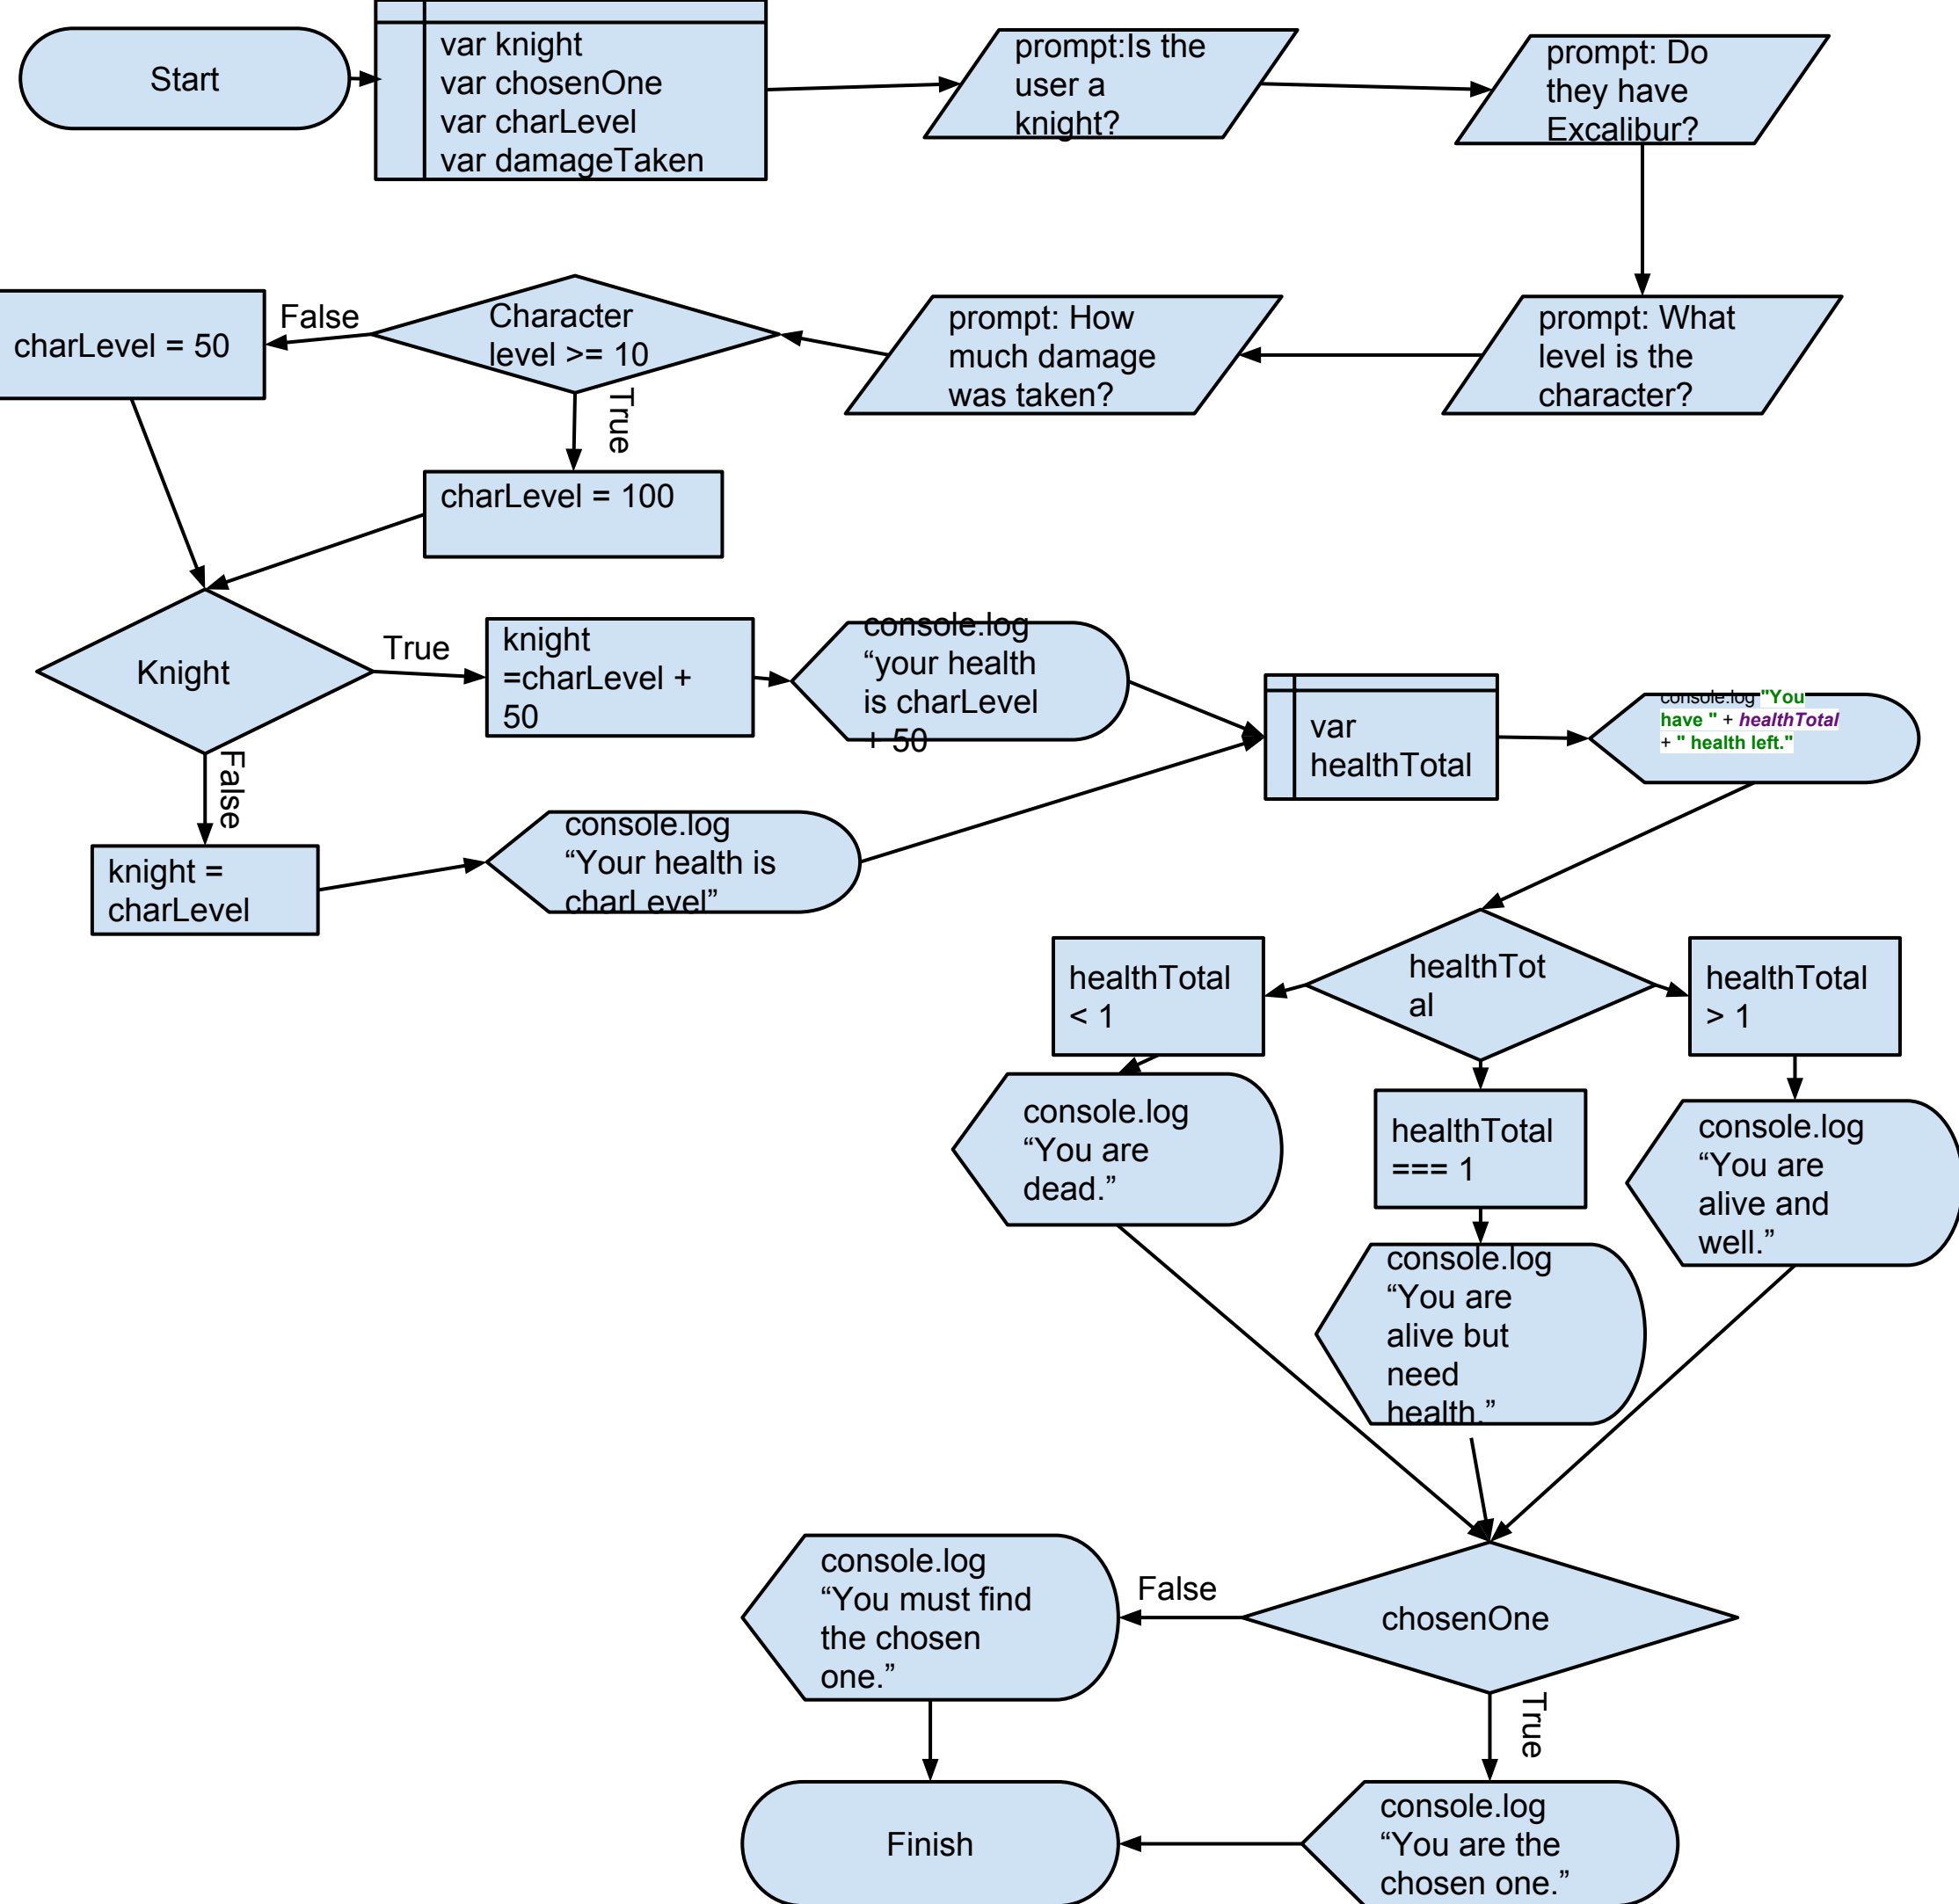 Start
var knight
var chosenOne
var charLevel
var damageTaken
prompt:Is the
user a
knight?
prompt: Do
they have
Excalibur?
charLevel = 50
False
Character
level >= 10
True
prompt: How
much damage
was taken?
prompt: What
level is the
character?
charLevel = 100
Knight
True
False
knight
=charLevel +
50
console.log
“your health
is charLevel
+ 50
var
healthTotal
console.log "You
have " + healthTotal
+ " health left."
knight =
charLevel
console.log
“Your health is
charLevel”
healthTotal
< 1
healthTot
al
healthTotal
> 1
console.log
“You are
dead.”
healthTotal
=== 1
console.log
“You are
alive and
well.”
console.log
“You are
alive but
need
health.”
console.log
“You must find
the chosen
one.”
False
chosenOne
True
Finish
console.log
“You are the
chosen one.”